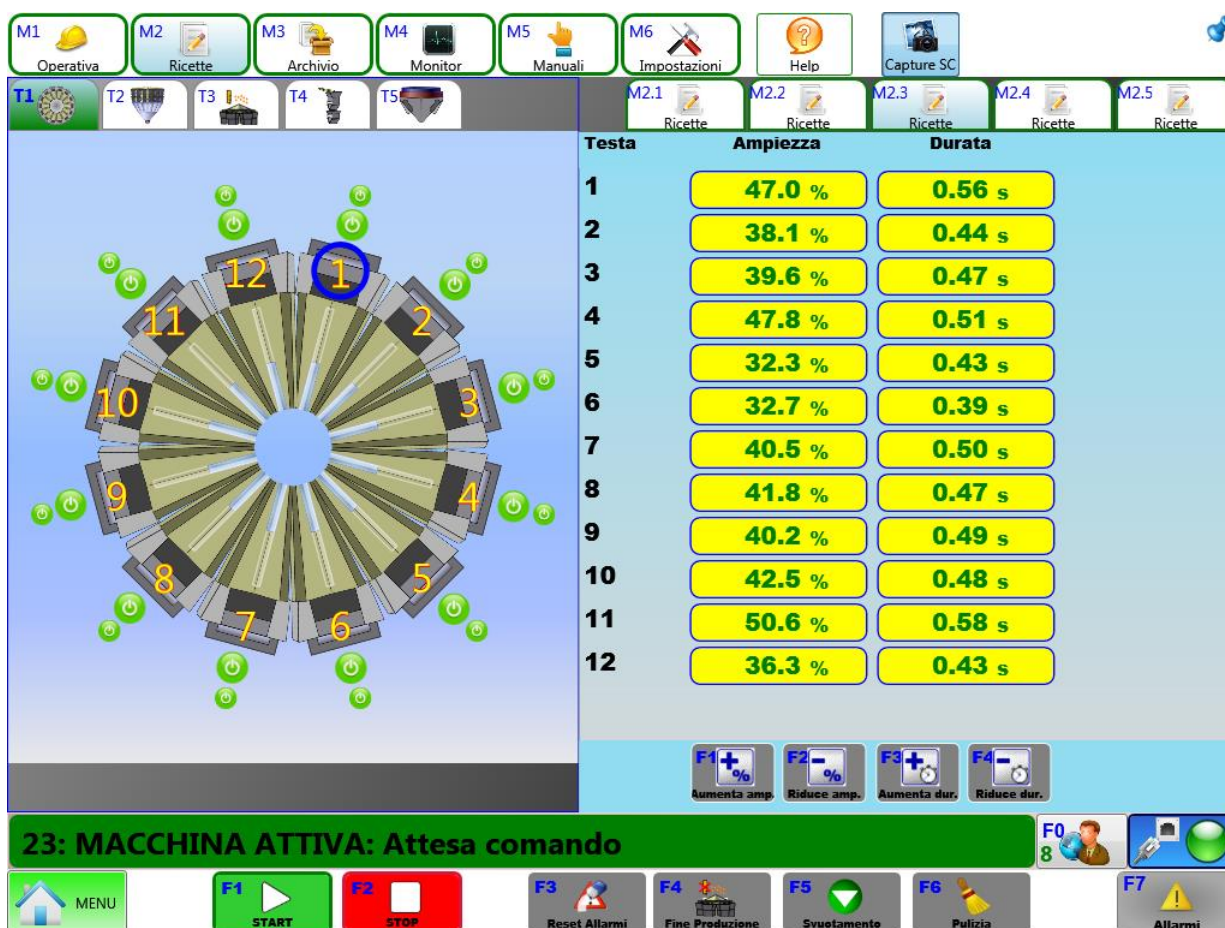 M1 Operativa
M2 Ricette
M3 Archivio
M4 Monitor
M5 Manuali
M6 Impostazioni
Help
Capture SC
T1
T2
T3
T4
T5
M2.1 Ricette
M2.2 Ricette
M2.3 Ricette
M2.4 Ricette
M2.5 Ricette
Testa Ampiezza Durata
1 47.0 % 0.56 s
2 38.1 % 0.44 s
3 39.6 % 0.47 s
4 47.8 % 0.51 s
5 32.3 % 0.43 s
6 32.7 % 0.39 s
7 40.5 % 0.50 s
8 41.8 % 0.47 s
9 40.2 % 0.49 s
10 42.5 % 0.48 s
11 50.6 % 0.58 s
12 36.3 % 0.43 s
12 1
11 2
10 3
9 4
8 5
7 6
F1 + % Aumenta amp.
F2 - % Riduce amp.
F3 + Aumenta dur.
F4 - Riduce dur.
23: MACCHINA ATTIVA: Attesa comando
F0
8
MENU
F1 START
F2 STOP
F3 Reset Allarmi
F4 Fine Produzione
F5 Svuotamento
F6 Pulizia
F7 Allarmi